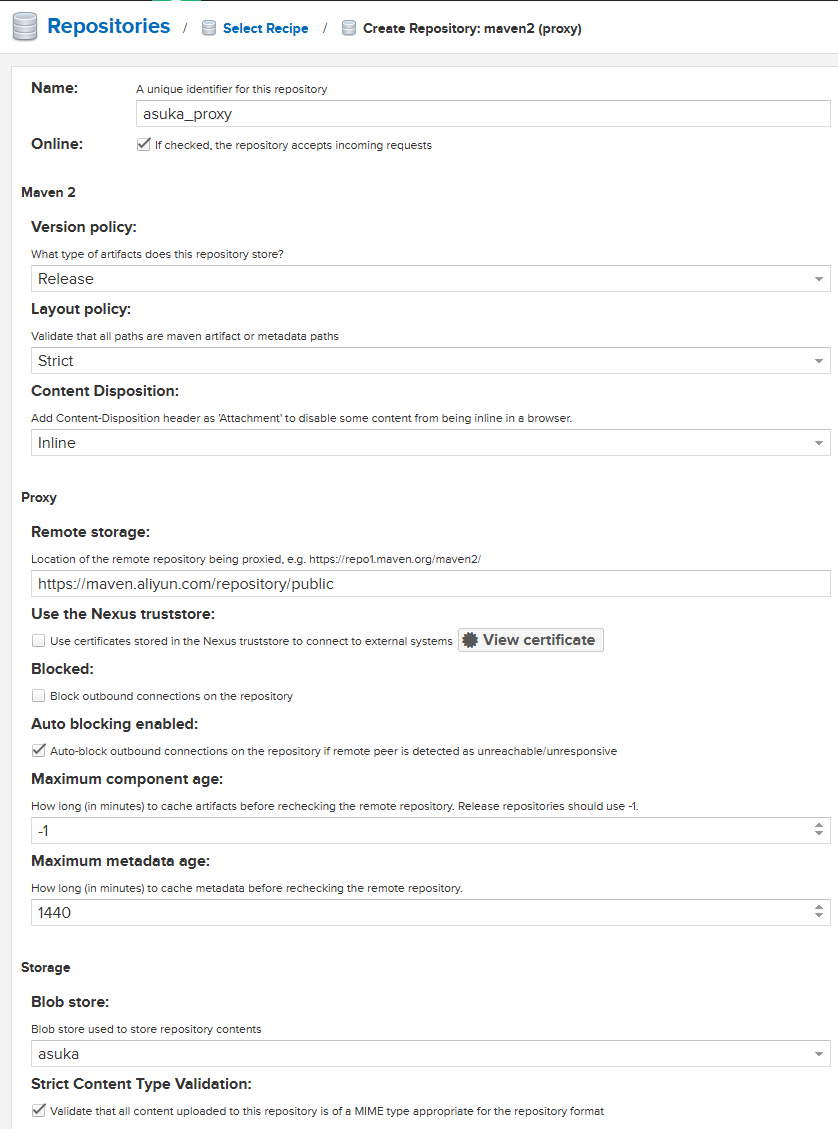 Repositories / Select Recipe / Create Repository: maven2 (proxy)
Name: A unique identifier for this repository
asuka_proxy
Online: If checked, the repository accepts incoming requests
Maven 2
Version policy:
What type of artifacts does this repository store?
Release
Layout policy:
Validate that all paths are maven artifact or metadata paths
Strict
Content Disposition:
Add Content-Disposition header as 'Attachment' to disable some content from being inline in a browser.
Inline
Proxy
Remote storage:
Location of the remote repository being proxied, e.g. https://repo1.maven.org/maven2/
https://maven.aliyun.com/repository/public
Use the Nexus truststore:
Use certificates stored in the Nexus truststore to connect to external systems View certificate
Blocked:
Block outbound connections on the repository
Auto blocking enabled:
Auto-block outbound connections on the repository if remote peer is detected as unreachable/unresponsive
Maximum component age:
How long (in minutes) to cache artifacts before rechecking the remote repository. Release repositories should use -1.
-1
Maximum metadata age:
How long (in minutes) to cache metadata before rechecking the remote repository.
1440
Storage
Blob store:
Blob store used to store repository contents
asuka
Strict Content Type Validation:
Validate that all content uploaded to this repository is of a MIME type appropriate for the repository format